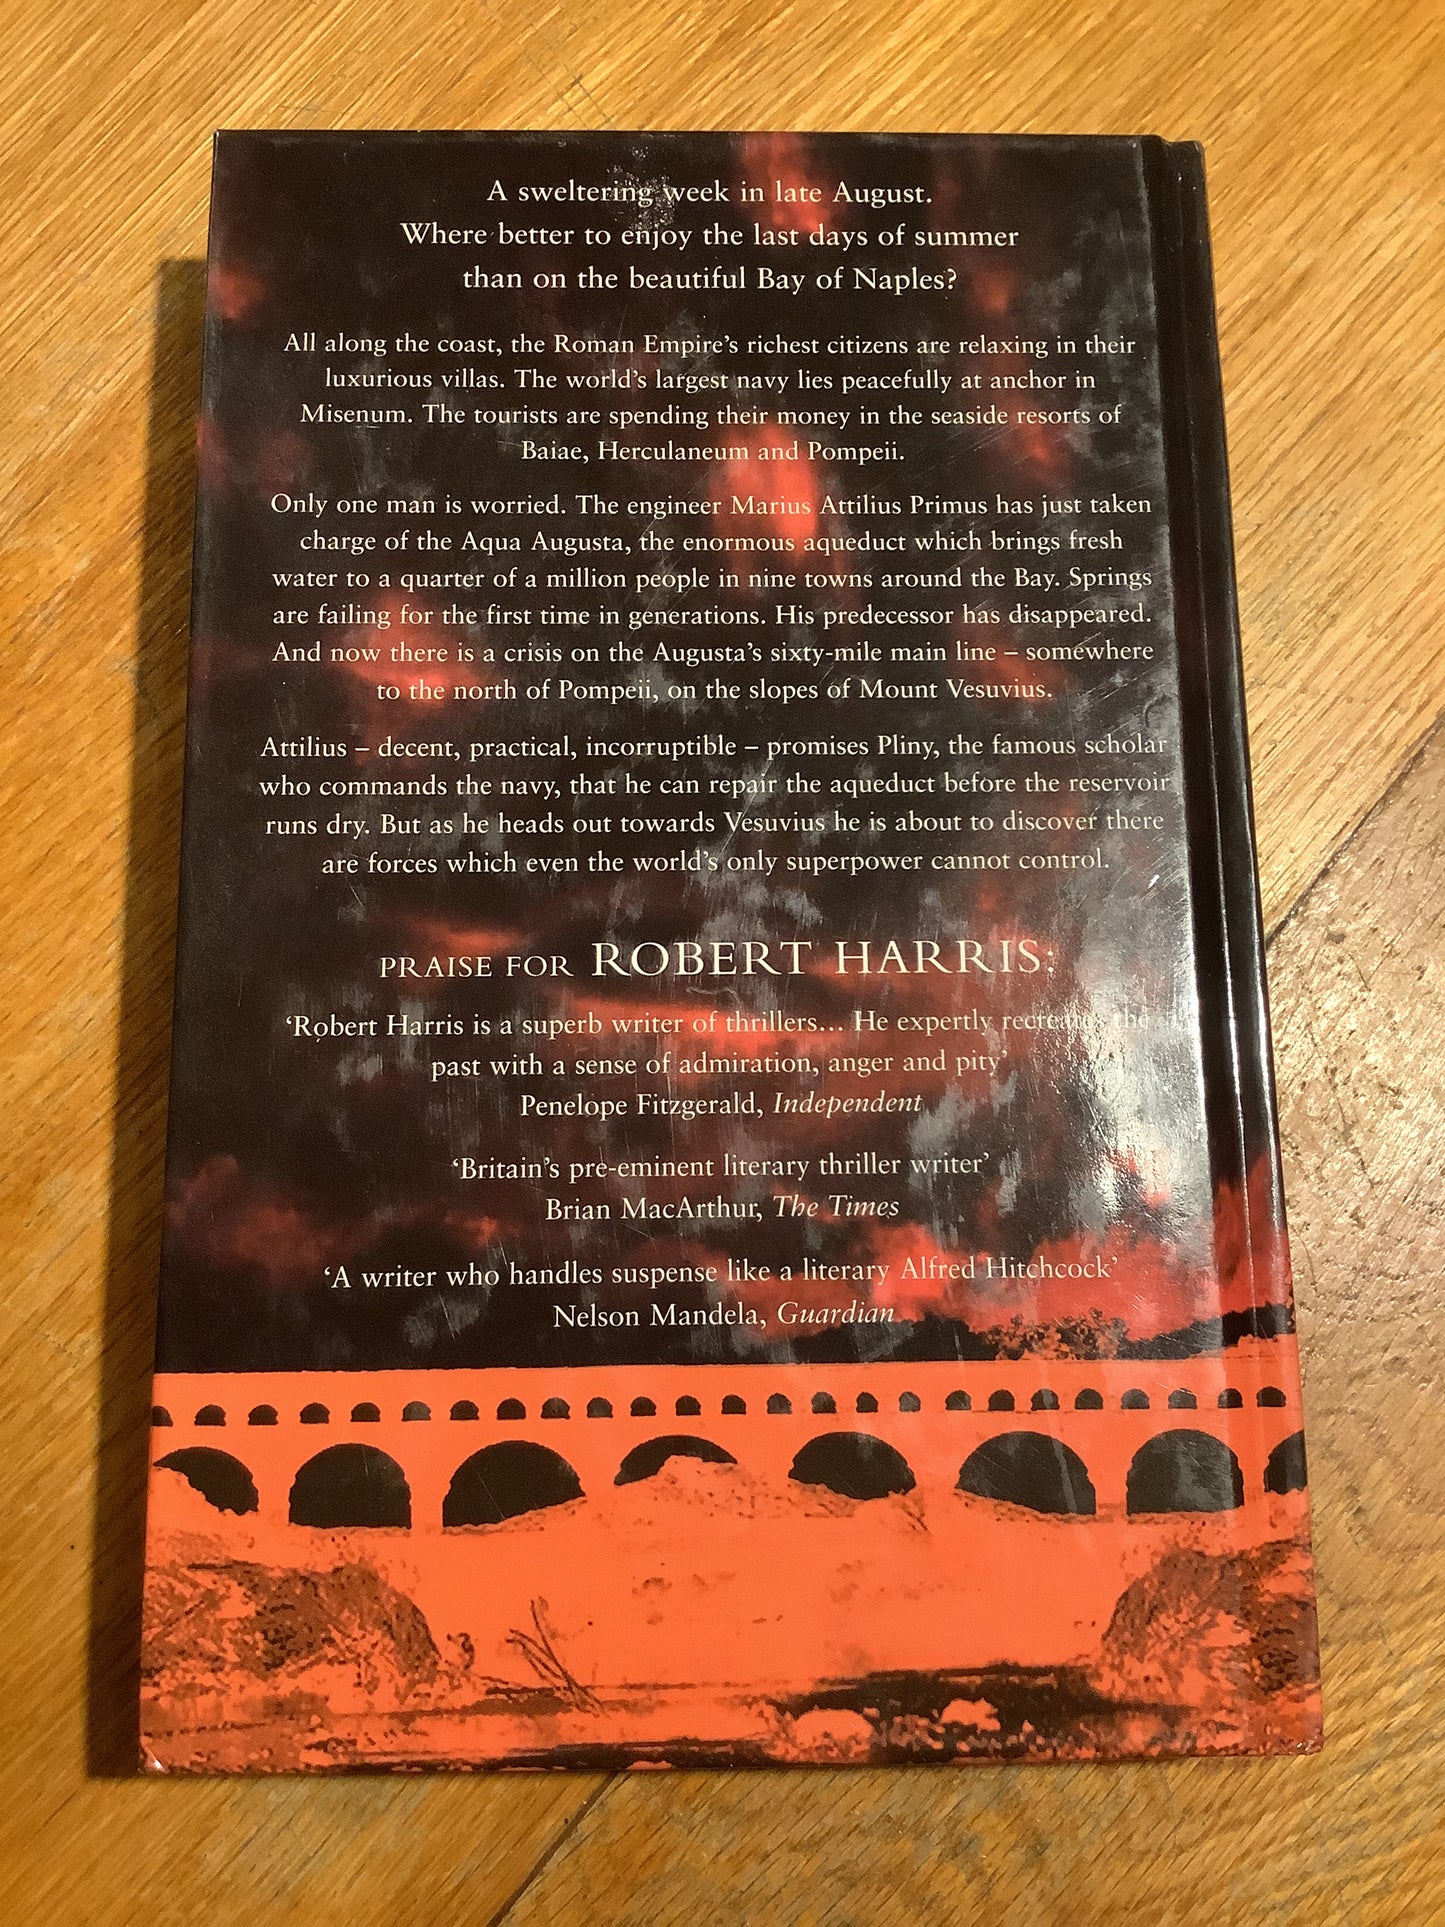 A sweltering week in late August.
Where better to enjoy the last days of summer
than on the beautiful Bay of Naples?
All along the coast, the Roman Empire's richest citizens are relaxing in their
luxurious villas. The world's largest navy lies peacefully at anchor in
Misenum. The tourists are spending their money in the seaside resorts of
Baiae, Herculaneum and Pompeii.
Only one man is worried. The engineer Marius Attilius Primus has just taken
charge of the Aqua Augusta, the enormous aqueduct which brings fresh
water to a quarter of a million people in nine towns around the Bay. Springs
are failing for the first time in generations. His predecessor has disappeared.
And now there is a crisis on the Augusta's sixty-mile main line – somewhere
to the north of Pompeii, on the slopes of Mount Vesuvius.
Attilius – decent, practical, incorruptible – promises Pliny, the famous scholar
who commands the navy, that he can repair the aqueduct before the reservoir
runs dry. But as he heads out towards Vesuvius he is about to discover there
are forces which even the world's only superpower cannot control.
PRAISE FOR ROBERT HARRIS:
‘Robert Harris is a superb writer of thrillers... He expertly recreates the
past with a sense of admiration, anger and pity’
Penelope Fitzgerald, Independent
‘Britain's pre-eminent literary thriller writer’
Brian MacArthur, The Times
‘A writer who handles suspense like a literary Alfred Hitchcock’
Nelson Mandela, Guardian